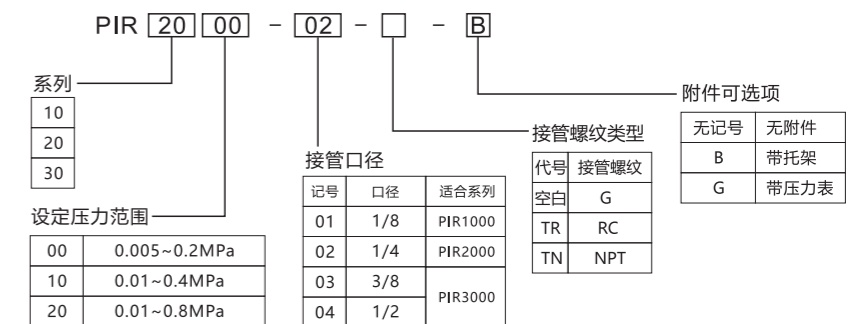 PIR 20 00 - 02 - □ - B
系列
10
20
30
设定压力范围
00 0.005~0.2MPa
10 0.01~0.4MPa
20 0.01~0.8MPa
接管口径
记号 口径 适合系列
01 1/8 PIR1000
02 1/4 PIR2000
03 3/8 PIR3000
04 1/2
接管螺纹类型
代号 接管螺纹
空白 G
TR RC
TN NPT
附件可选项
无记号 无附件
B 带托架
G 带压力表